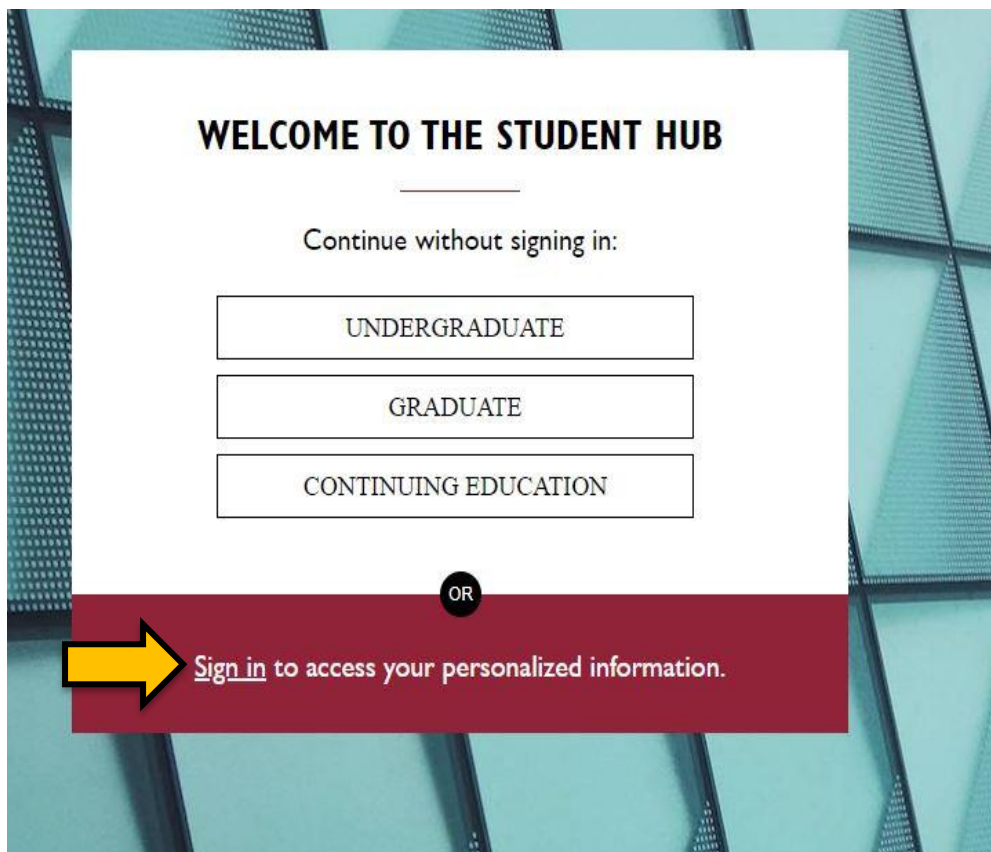 WELCOME TO THE STUDENT HUB
Continue without signing in:
UNDERGRADUATE
GRADUATE
CONTINUING EDUCATION
OR
Sign in to access your personalized information.